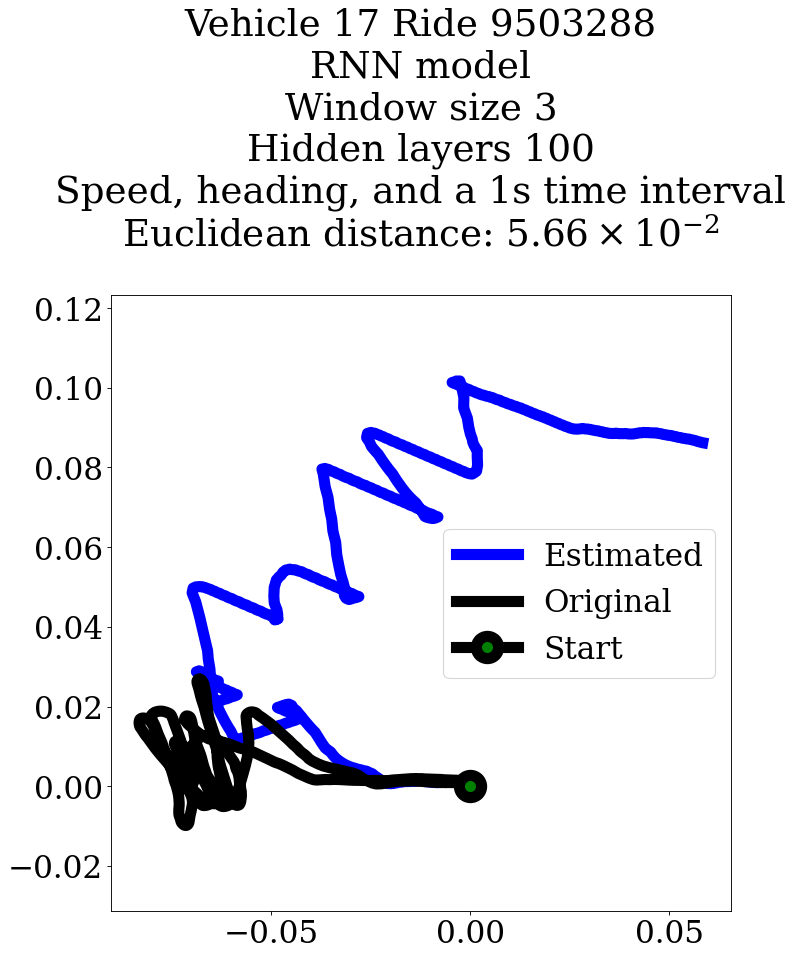 Vehicle 17 Ride 9503288
RNN model
Window size 3
Hidden layers 100
Speed, heading, and a 1s time interval
Euclidean distance: 5.66 × 10⁻²
0.12
0.10
0.08
0.06
0.04
0.02
0.00
−0.02
Estimated
Original
Start
−0.05
0.00
0.05